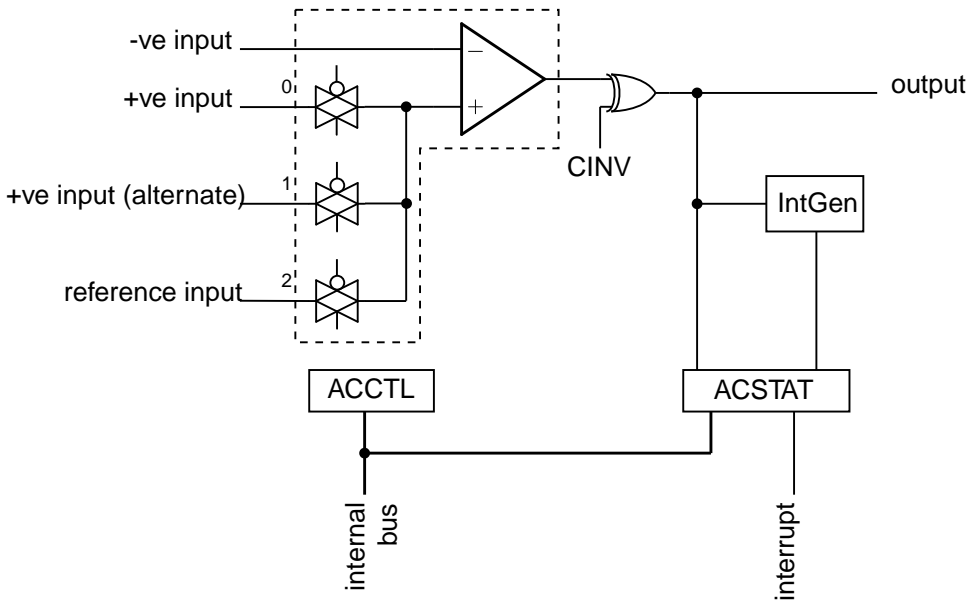 -ve input
−
+ve input
0
+
output
CINV
+ve input (alternate)
1
IntGen
reference input
2
ACCTL
ACSTAT
internal
bus
interrupt